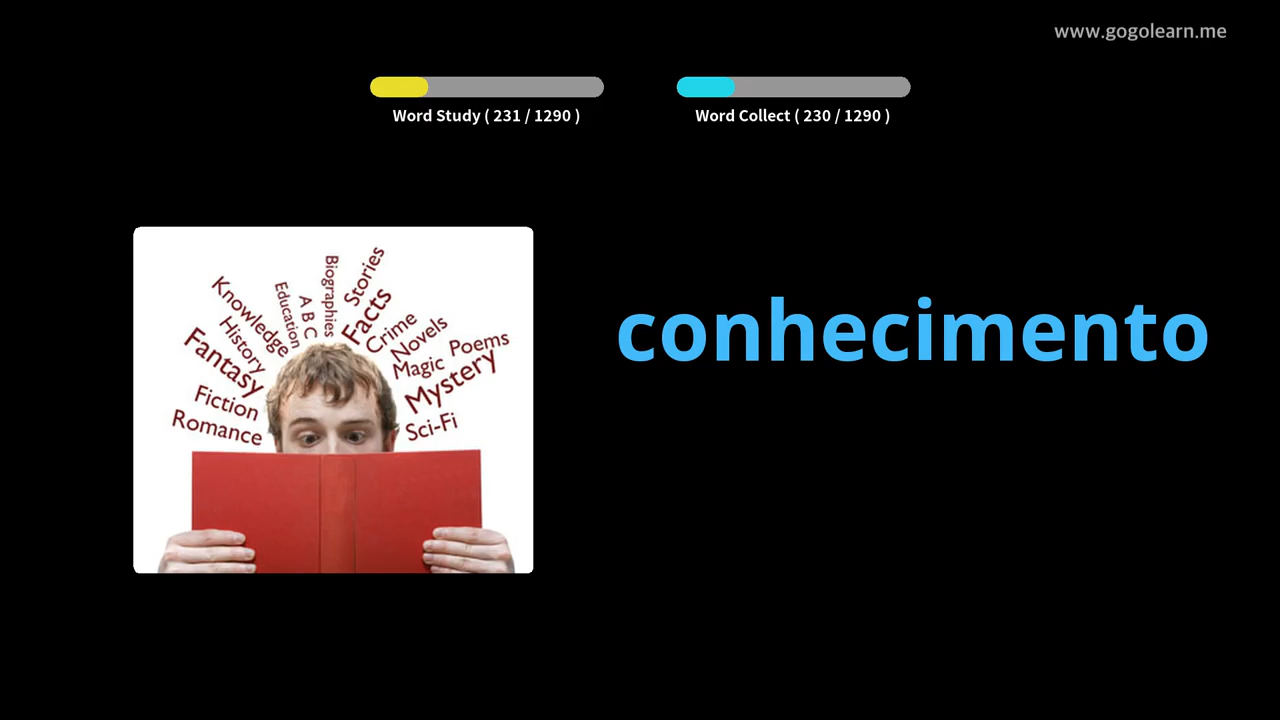 www.gogolearn.me
Word Study ( 231 / 1290 )
Word Collect ( 230 / 1290 )
Knowledge
Education
A B C
Biographies
Stories
Facts
Crime
Novels
Poems
History
Fantasy
Magic
Mystery
Fiction
Romance
Sci-Fi
conhecimento